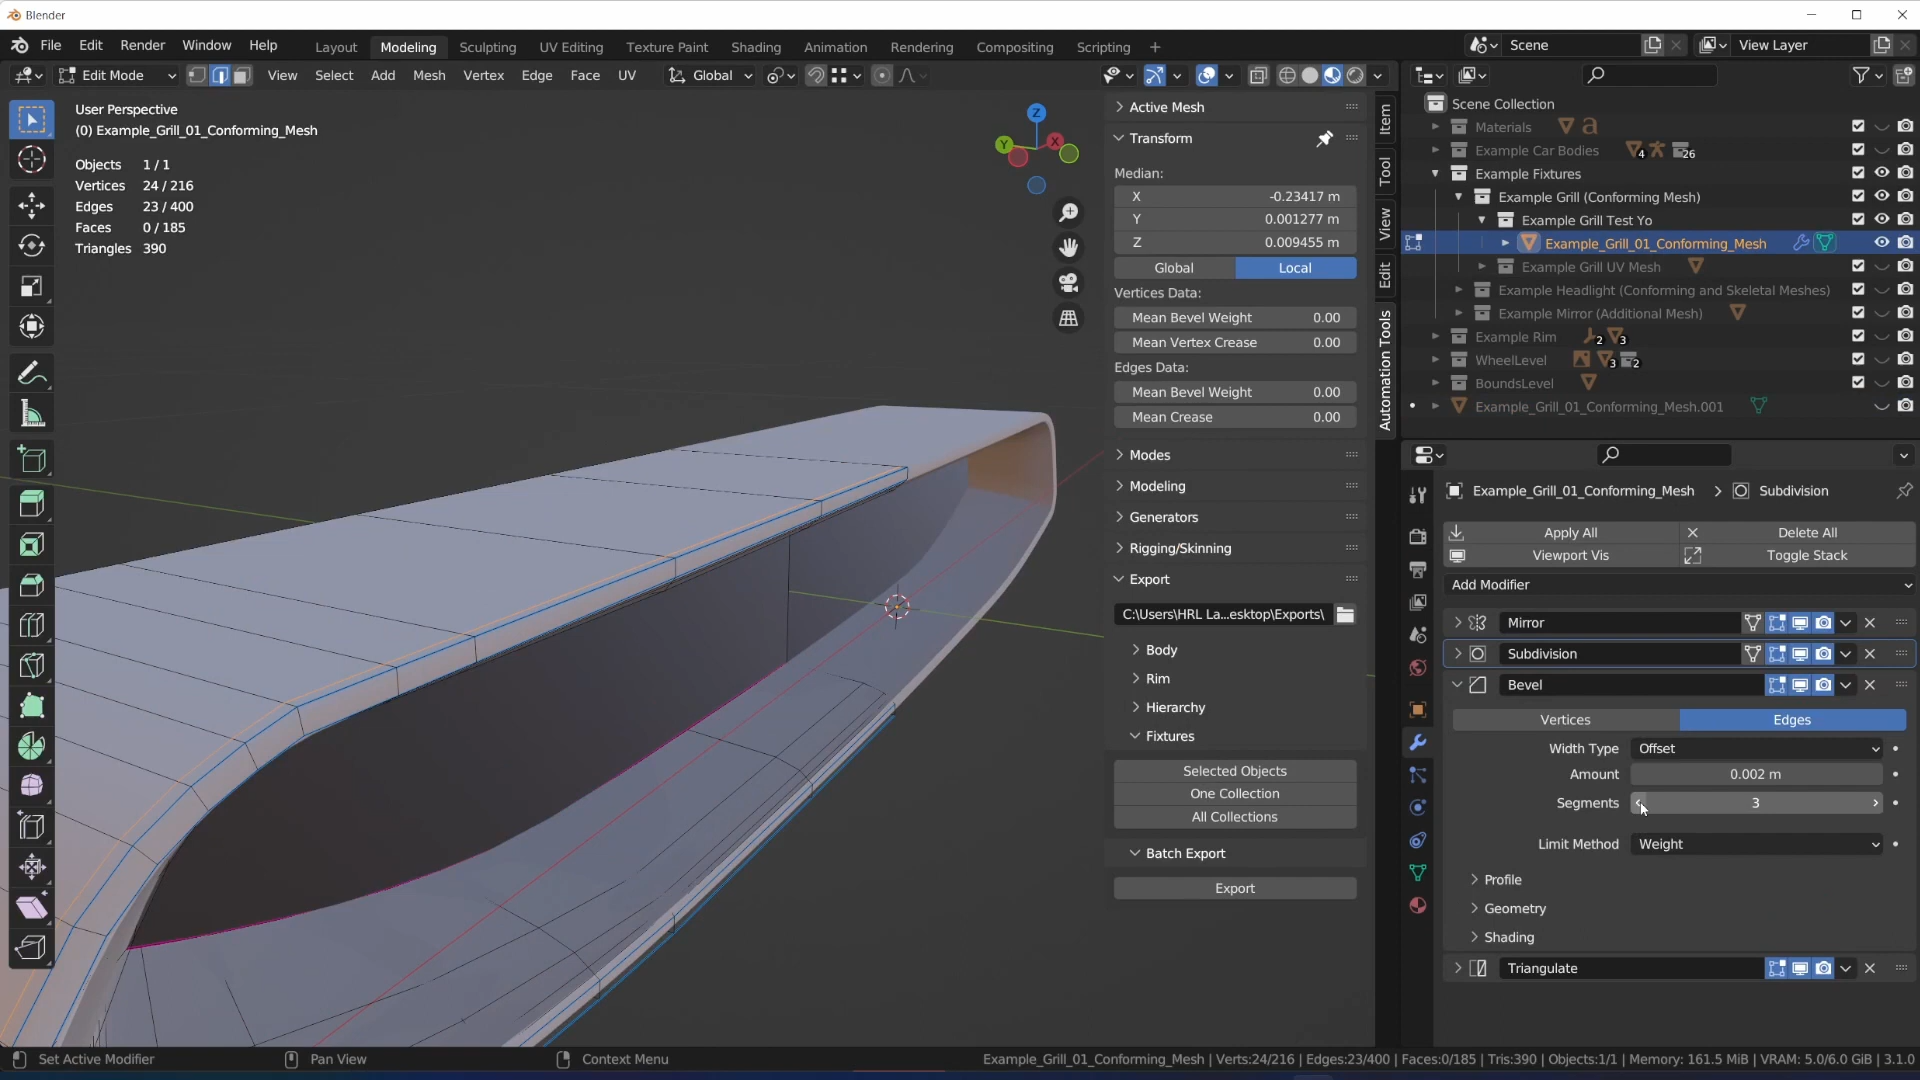 Blender
File Edit Render Window Help
Layout Modeling Sculpting UV Editing Texture Paint Shading Animation Rendering Compositing Scripting +
Scene
View Layer
Edit Mode
View Select Add Mesh Vertex Edge Face UV
Global
User Perspective
(0) Example_Grill_01_Conforming_Mesh
Objects 1 / 1
Vertices 24 / 216
Edges 23 / 400
Faces 0 / 185
Triangles 390
Z
Y
X
Active Mesh
Transform
Median:
X -0.23417 m
Y 0.001277 m
Z 0.009455 m
Global Local
Vertices Data:
Mean Bevel Weight 0.00
Mean Vertex Crease 0.00
Edges Data:
Mean Bevel Weight 0.00
Mean Crease 0.00
Modes
Modeling
Generators
Rigging/Skinning
Export
C:\Users\HRL La...esktop\Exports\
Body
Rim
Hierarchy
Fixtures
Selected Objects
One Collection
All Collections
Batch Export
Export
Item
Tool
View
Edit
Automation Tools
Scene Collection
Materials
Example Car Bodies 4 26
Example Fixtures
Example Grill (Conforming Mesh)
Example Grill Test Yo
Example_Grill_01_Conforming_Mesh
Example Grill UV Mesh
Example Headlight (Conforming and Skeletal Meshes)
Example Mirror (Additional Mesh)
Example Rim 2 3
WheelLevel 3 2
BoundsLevel
Example_Grill_01_Conforming_Mesh.001
Example_Grill_01_Conforming_Mesh > Subdivision
Apply All Delete All
Viewport Vis Toggle Stack
Add Modifier
Mirror
Subdivision
Bevel
Vertices Edges
Width Type Offset
Amount 0.002 m
Segments 3
Limit Method Weight
Profile
Geometry
Shading
Triangulate
Set Active Modifier
Pan View
Context Menu
Example_Grill_01_Conforming_Mesh | Verts:24/216 | Edges:23/400 | Faces:0/185 | Tris:390 | Objects:1/1 | Memory: 161.5 MiB | VRAM: 5.0/6.0 GiB | 3.1.0